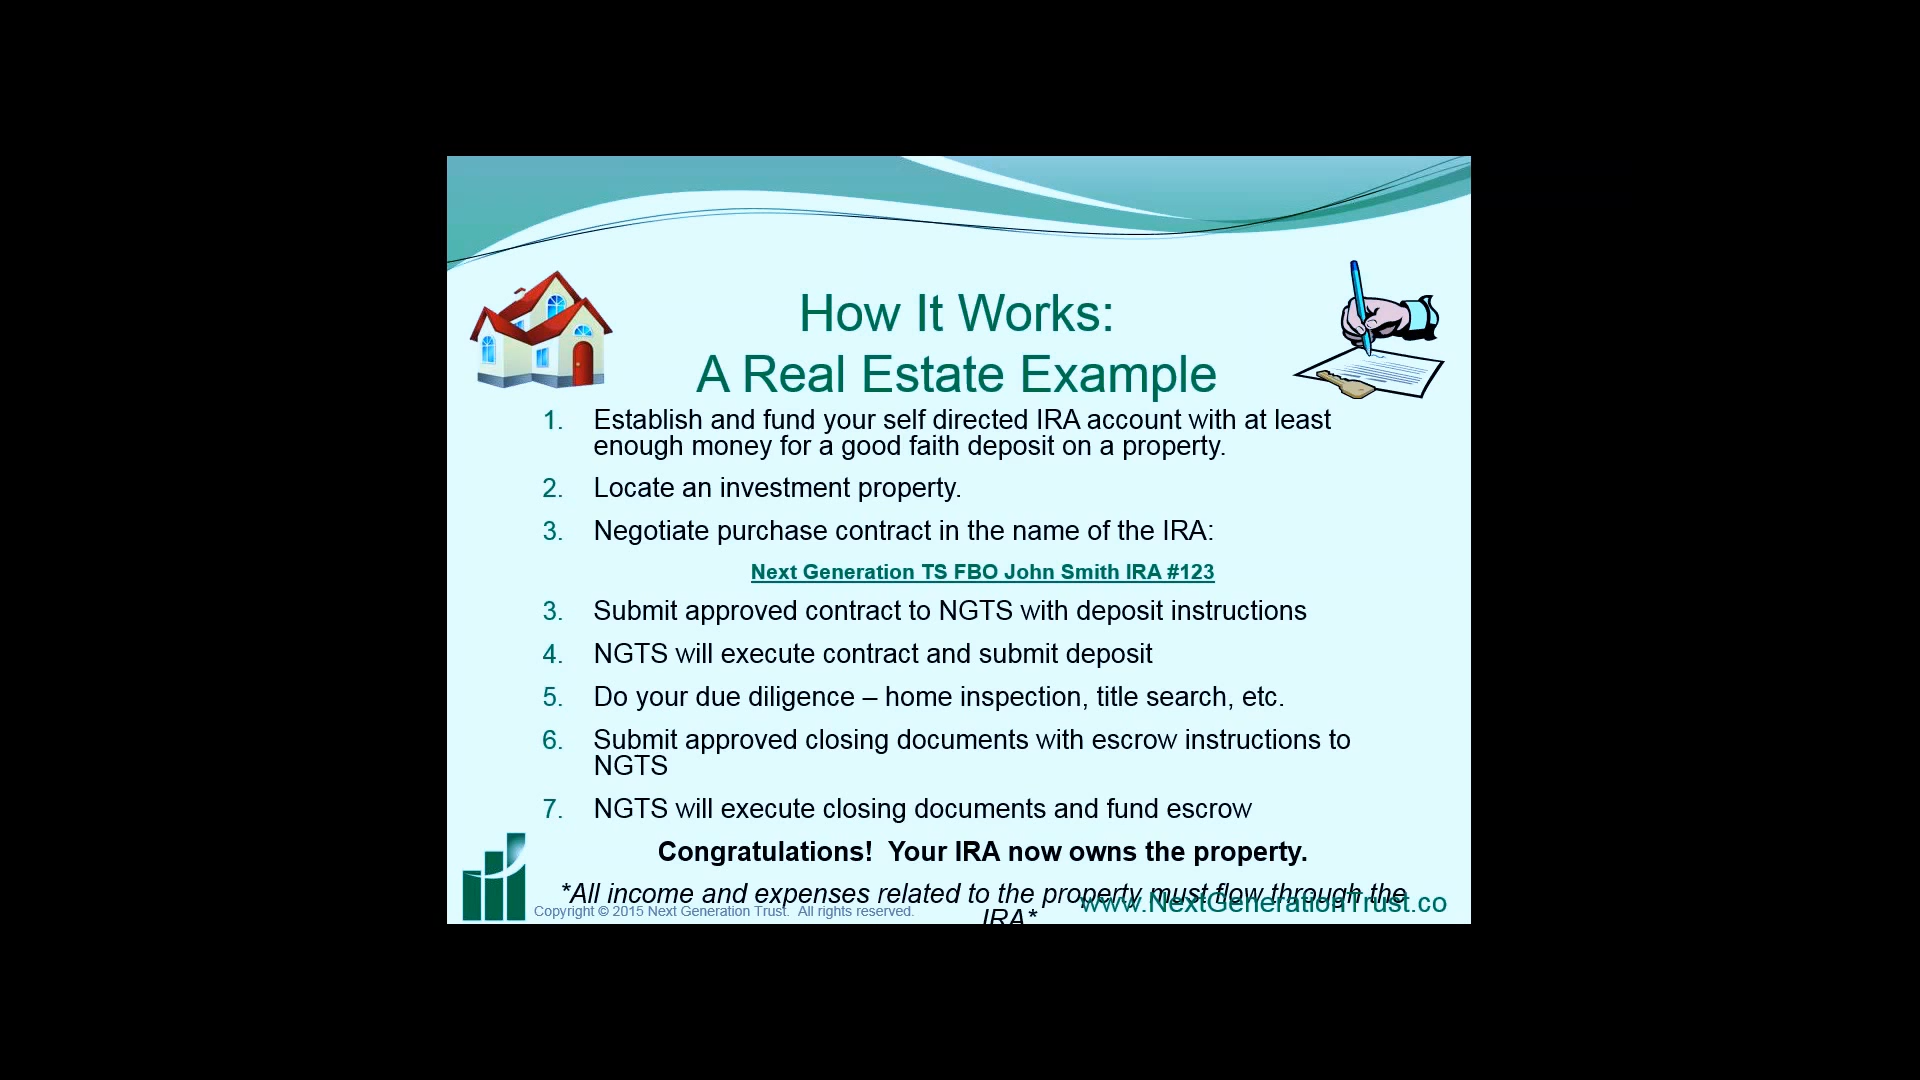 How It Works:
A Real Estate Example
1. Establish and fund your self directed IRA account with at least
enough money for a good faith deposit on a property.
2. Locate an investment property.
3. Negotiate purchase contract in the name of the IRA:
Next Generation TS FBO John Smith IRA #123
3. Submit approved contract to NGTS with deposit instructions
4. NGTS will execute contract and submit deposit
5. Do your due diligence – home inspection, title search, etc.
6. Submit approved closing documents with escrow instructions to
NGTS
7. NGTS will execute closing documents and fund escrow
Congratulations!  Your IRA now owns the property.
*All income and expenses related to the property must flow through the
IRA*
Copyright © 2015 Next Generation Trust.  All rights reserved.
www.NextGenerationTrust.co